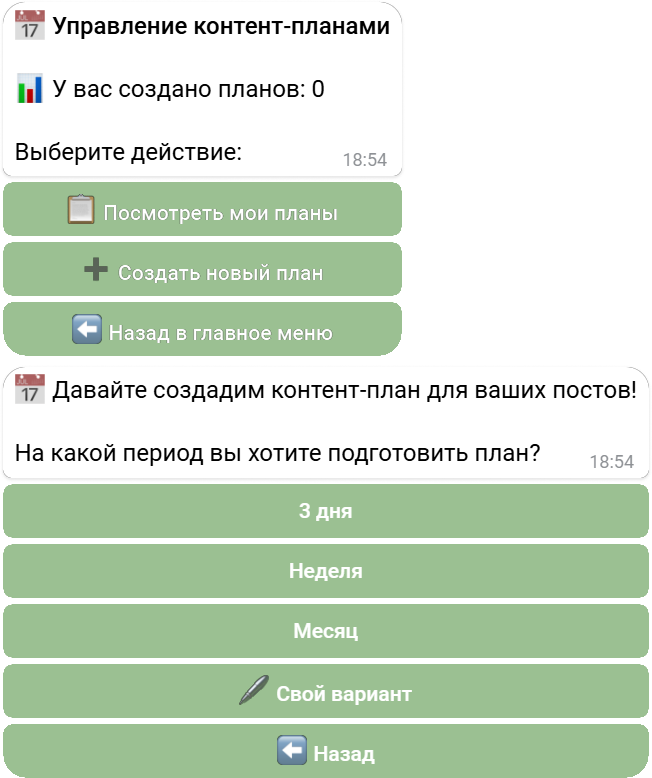 17 Управление контент-планами
У вас создано планов: 0
Выберите действие:
18:54
Посмотреть мои планы
Создать новый план
Назад в главное меню
17 Давайте создадим контент-план для ваших постов!
На какой период вы хотите подготовить план?
18:54
3 дня
Неделя
Месяц
Свой вариант
Назад